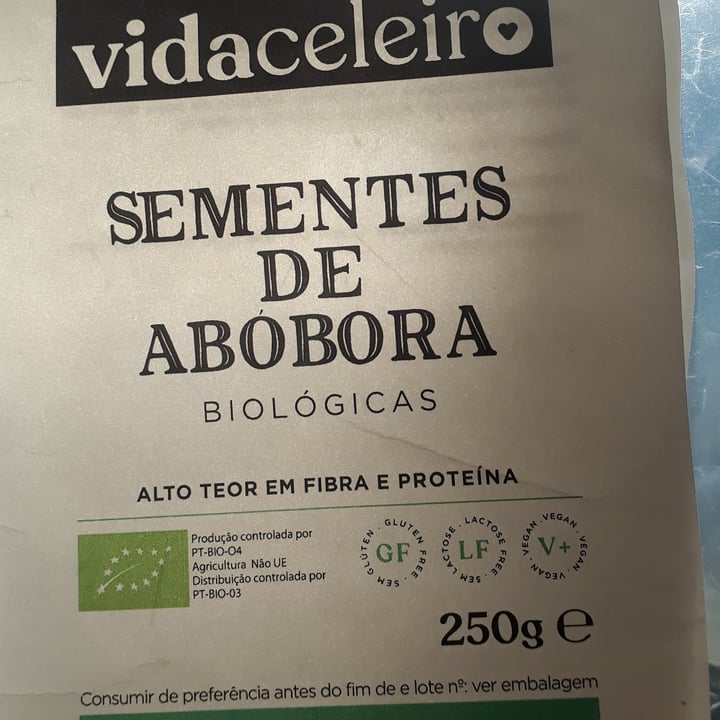 vidaceleiro
SEMENTES
DE
ABÓBORA
BIOLÓGICAS
ALTO TEOR EM FIBRA E PROTEÍNA
Produção controlada por
PT-BIO-04
Agricultura Não UE
Distribuição controlada por
PT-BIO-03
GLUTEN FREE · SEM GLÚTEN ·
GF
LACTOSE FREE · SEM LACTOSE ·
LF
VEGAN · VEGAN · VEGAN · VEGAN ·
V+
250g ℮
Consumir de preferência antes do fim de e lote nº: ver embalagem